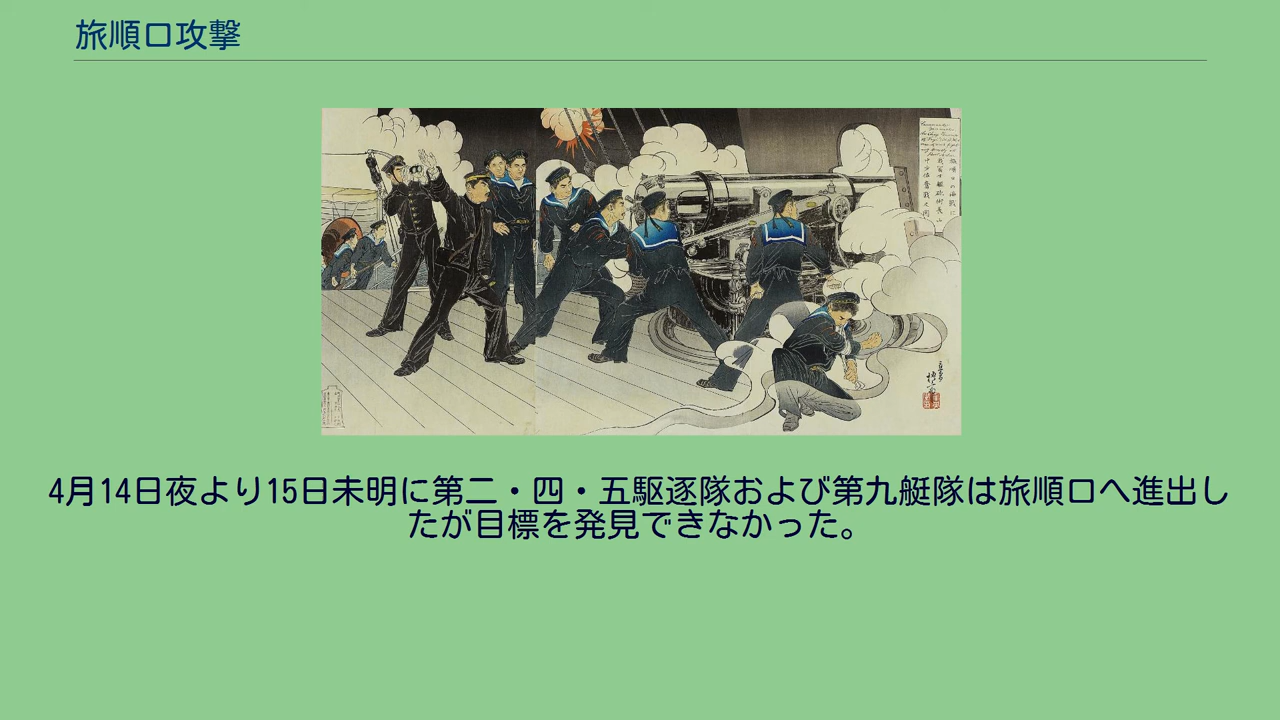 旅順口攻撃
4月14日夜より15日未明に第二・四・五駆逐隊および第九艇隊は旅順口へ進出し
たが目標を発見できなかった。